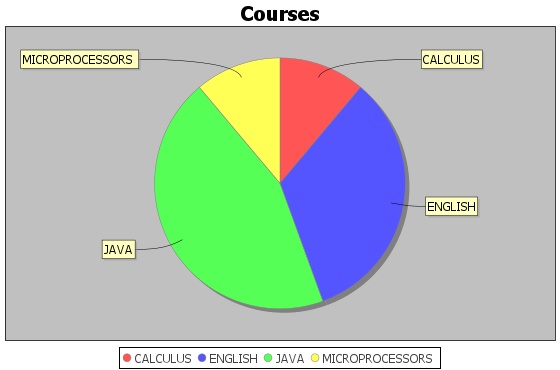 Courses
MICROPROCESSORS
CALCULUS
ENGLISH
JAVA
CALCULUS ENGLISH JAVA MICROPROCESSORS